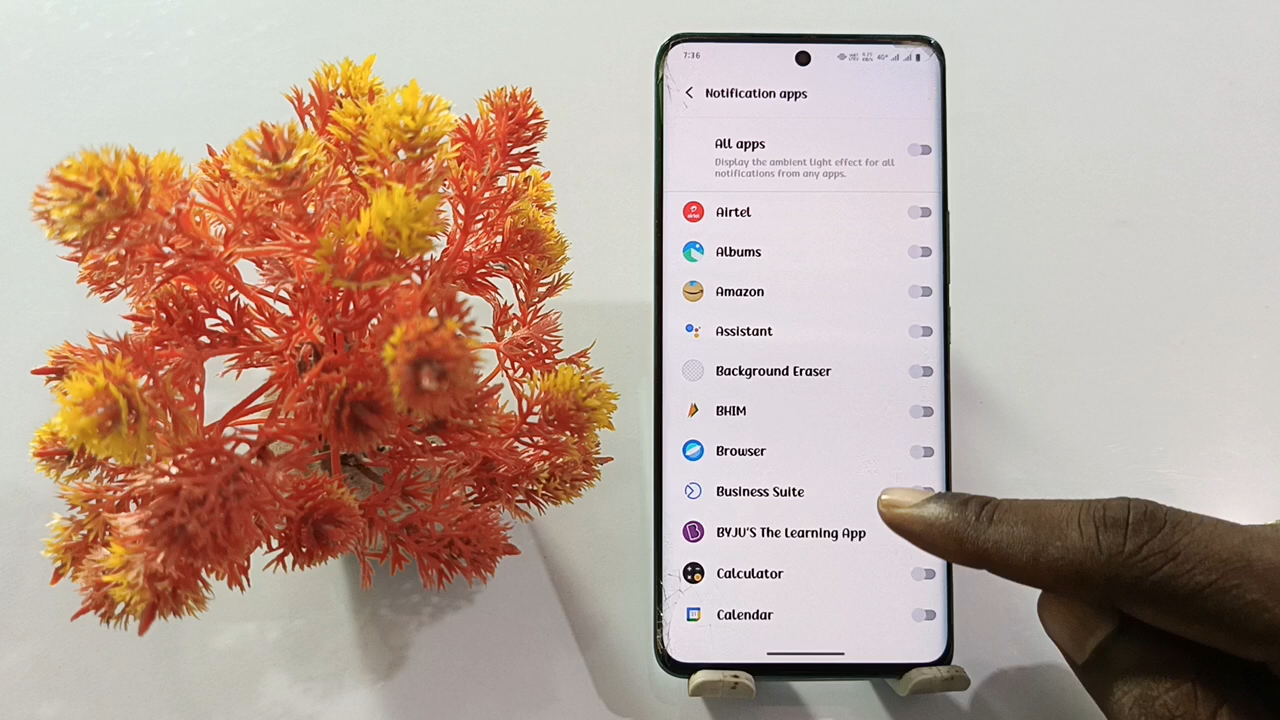 7:36
4G+
Notification apps
All apps
Display the ambient light effect for all
notifications from any apps.
Airtel
Albums
Amazon
Assistant
Background Eraser
BHIM
Browser
Business Suite
BYJU'S The Learning App
Calculator
Calendar